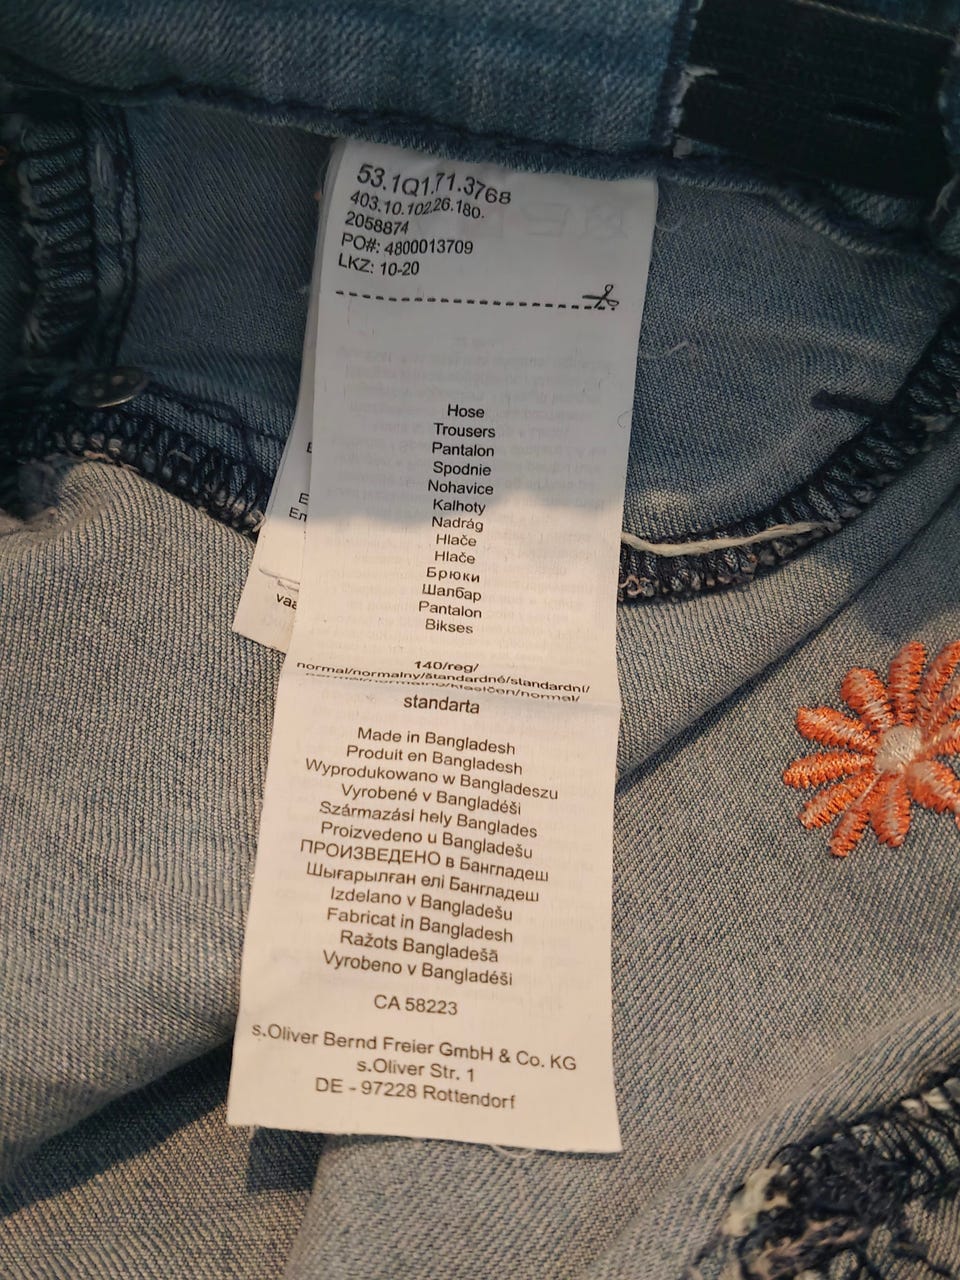 53.1Q1.71.3768
403.10.102.26.180.
2058874
PO#: 4800013709
LKZ: 10-20
Hose
Trousers
Pantalon
Spodnie
Nohavice
Kalhoty
Nadrág
Hlače
Hlače
Брюки
Шалбар
Pantalon
Bikses
140/reg/
normal/normalny/štandardné/standardní/
standarta
Made in Bangladesh
Produit en Bangladesh
Wyprodukowano w Bangladeszu
Vyrobené v Bangladéši
Származási hely Banglades
Proizvedeno u Bangladešu
ПРОИЗВЕДЕНО в Бангладеш
Шығарылған елі Бангладеш
Izdelano v Bangladešu
Fabricat in Bangladesh
Ražots Bangladešā
Vyrobeno v Bangladéši
CA 58223
s.Oliver Bernd Freier GmbH & Co. KG
s.Oliver Str. 1
DE - 97228 Rottendorf